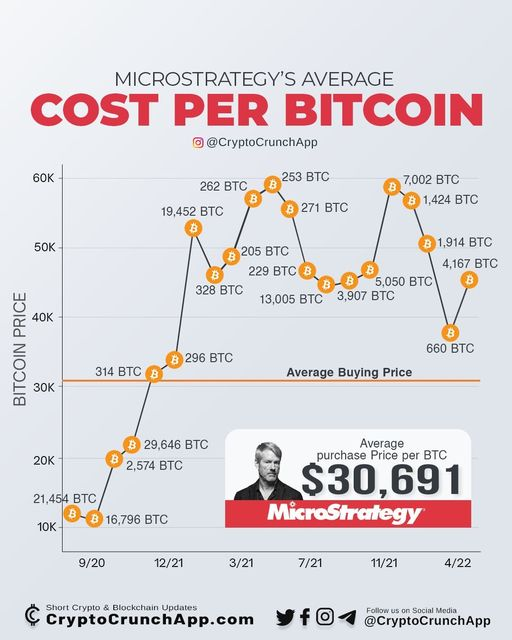 MICROSTRATEGY'S AVERAGE
COST PER BITCOIN
@CryptoCrunchApp
BITCOIN PRICE
60K
50K
40K
30K
20K
10K
21,454 BTC
16,796 BTC
2,574 BTC
29,646 BTC
314 BTC
296 BTC
19,452 BTC
328 BTC
205 BTC
262 BTC
253 BTC
271 BTC
229 BTC
13,005 BTC
3,907 BTC
5,050 BTC
7,002 BTC
1,424 BTC
1,914 BTC
660 BTC
4,167 BTC
Average Buying Price
Average
purchase Price per BTC
$30,691
MicroStrategy
9/20
12/21
3/21
7/21
11/21
4/22
Short Crypto & Blockchain Updates
CryptoCrunchApp.com
Follow us on Social Media
@CryptoCrunchApp